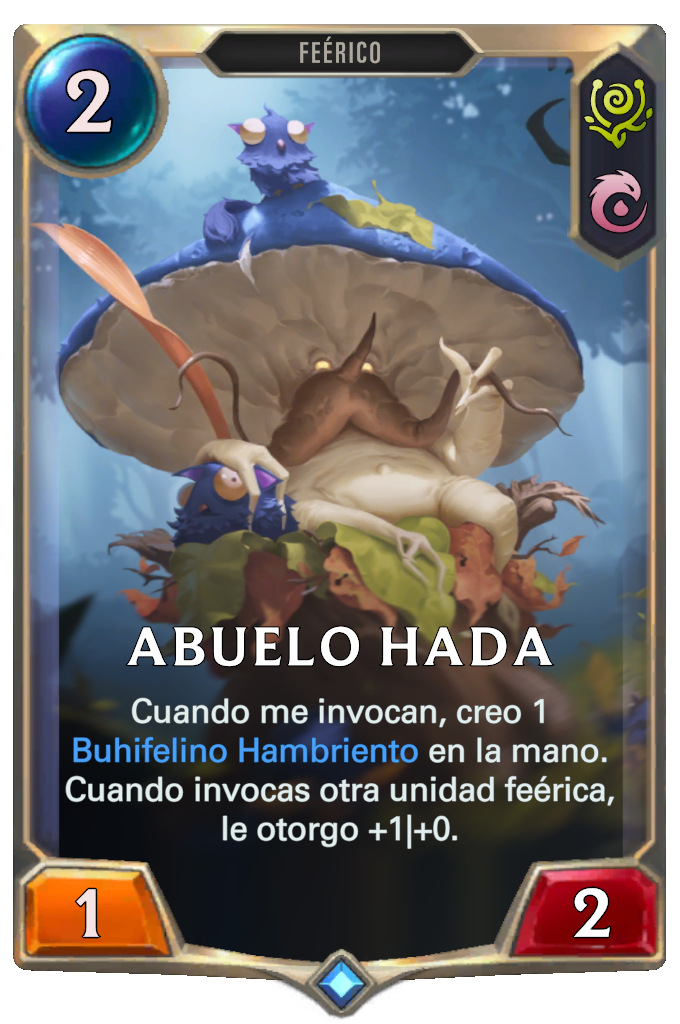 FEÉRICO
2
ABUELO HADA
Cuando me invocan, creo 1
Buhifelino Hambriento en la mano.
Cuando invocas otra unidad feérica,
le otorgo +1|+0.
1
2